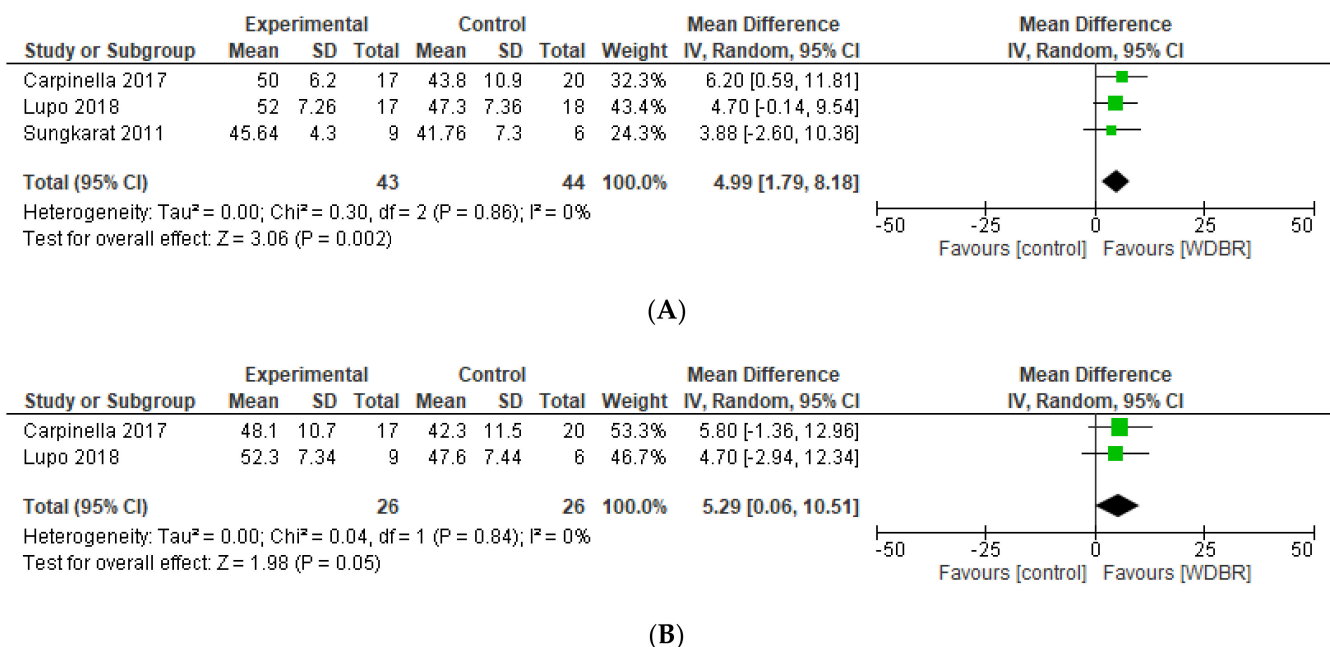 Experimental Control Mean Difference Mean Difference
Study or Subgroup Mean SD Total Mean SD Total Weight IV, Random, 95% CI IV, Random, 95% CI
Carpinella 2017 50 6.2 17 43.8 10.9 20 32.3% 6.20 [0.59, 11.81]
Lupo 2018 52 7.26 17 47.3 7.36 18 43.4% 4.70 [-0.14, 9.54]
Sungkarat 2011 45.64 4.3 9 41.76 7.3 6 24.3% 3.88 [-2.60, 10.36]
Total (95% CI) 43 44 100.0% 4.99 [1.79, 8.18]
Heterogeneity: Tau² = 0.00; Chi² = 0.30, df = 2 (P = 0.86); I² = 0%
Test for overall effect: Z = 3.06 (P = 0.002)
-50 -25 0 25 50
Favours [control] Favours [WDBR]
(A)
Experimental Control Mean Difference Mean Difference
Study or Subgroup Mean SD Total Mean SD Total Weight IV, Random, 95% CI IV, Random, 95% CI
Carpinella 2017 48.1 10.7 17 42.3 11.5 20 53.3% 5.80 [-1.36, 12.96]
Lupo 2018 52.3 7.34 9 47.6 7.44 6 46.7% 4.70 [-2.94, 12.34]
Total (95% CI) 26 26 100.0% 5.29 [0.06, 10.51]
Heterogeneity: Tau² = 0.00; Chi² = 0.04, df = 1 (P = 0.84); I² = 0%
Test for overall effect: Z = 1.98 (P = 0.05)
-50 -25 0 25 50
Favours [control] Favours [WDBR]
(B)